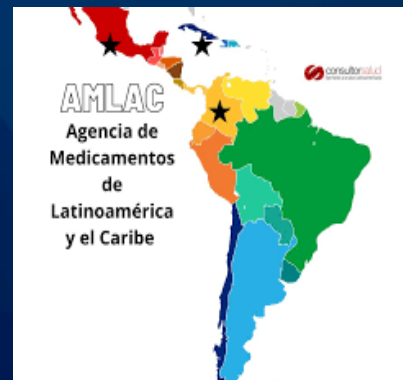 consultorsalud
AMLAC
Agencia de
Medicamentos
de
Latinoamérica
y el Caribe